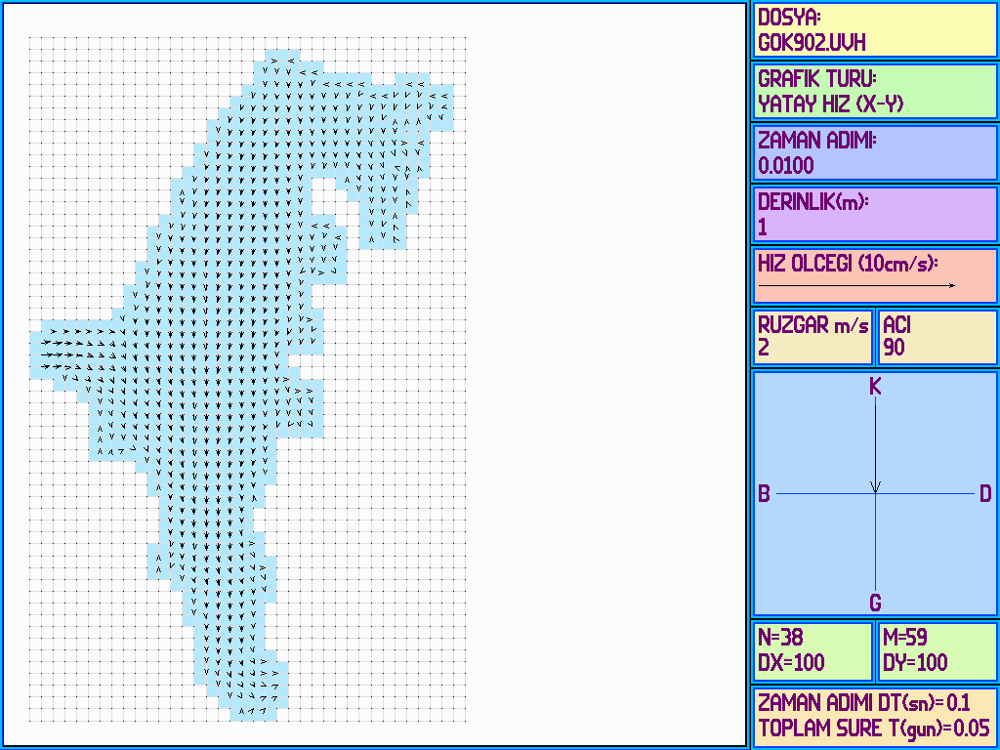 DOSYA:
GOK902.UVH
GRAFIK TURU:
YATAY HIZ (X-Y)
ZAMAN ADIMI:
0.0100
DERINLIK(m):
1
HIZ OLCEGI (10cm/s):
RUZGAR m/s
2
ACI
90
K
B
D
G
N=38
DX=100
M=59
DY=100
ZAMAN ADIMI DT(sn)=0.1
TOPLAM SURE T(gun)=0.05